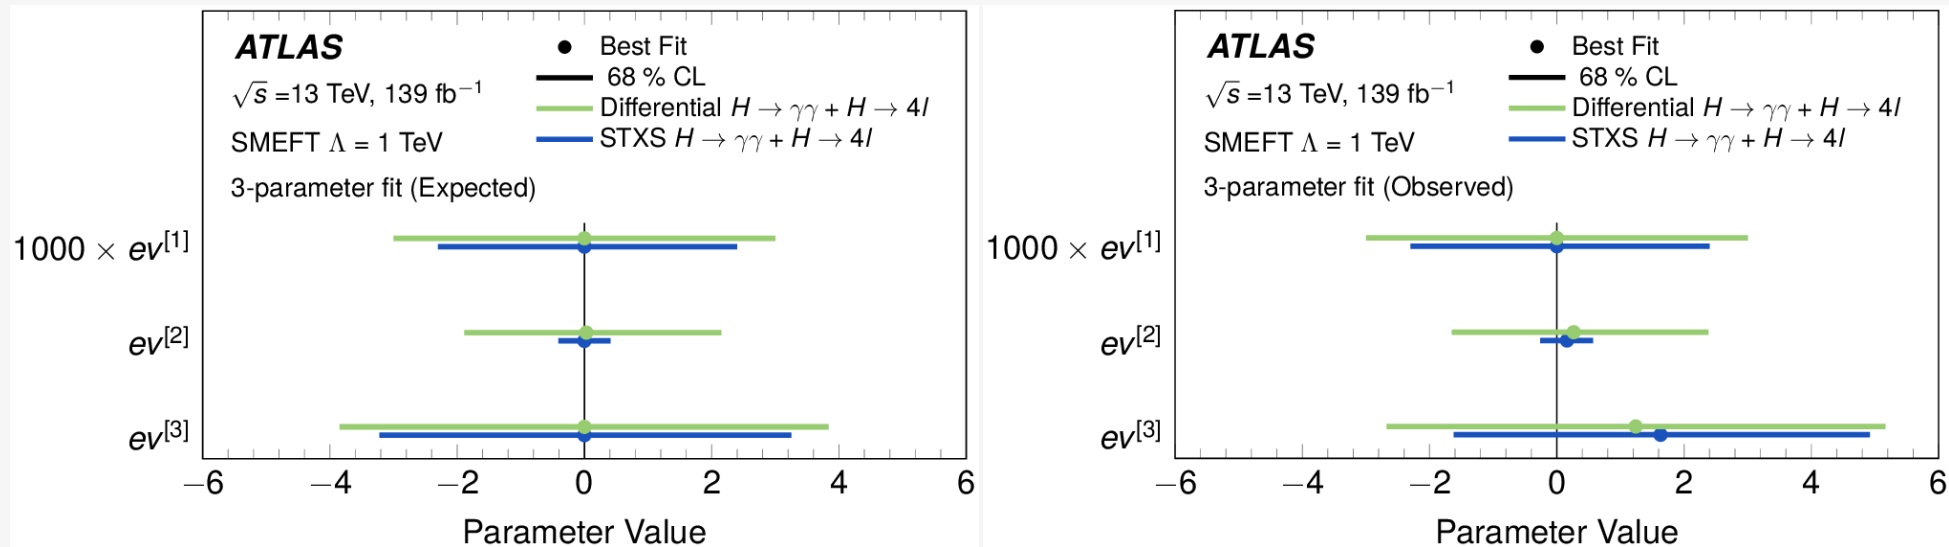 ATLAS
√s =13 TeV, 139 fb⁻¹
SMEFT Λ = 1 TeV
3-parameter fit (Expected)
Best Fit
68 % CL
Differential H → γγ + H → 4l
STXS H → γγ + H → 4l
1000 × ev[1]
ev[2]
ev[3]
−6 −4 −2 0 2 4 6
Parameter Value
ATLAS
√s =13 TeV, 139 fb⁻¹
SMEFT Λ = 1 TeV
3-parameter fit (Observed)
Best Fit
68 % CL
Differential H → γγ + H → 4l
STXS H → γγ + H → 4l
1000 × ev[1]
ev[2]
ev[3]
−6 −4 −2 0 2 4 6
Parameter Value